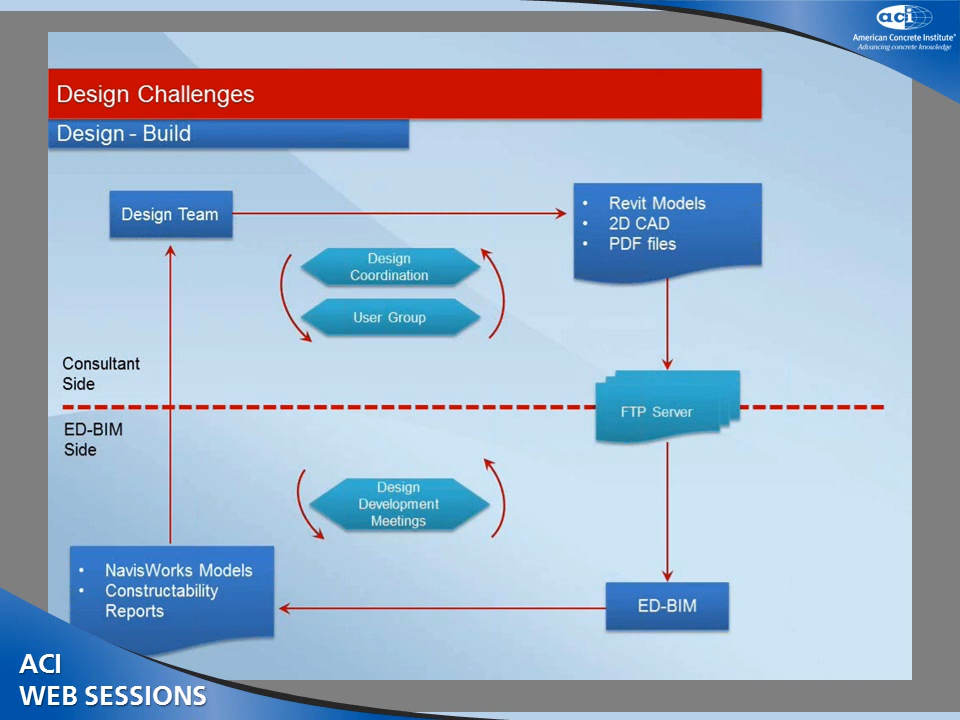 aci
American Concrete Institute®
Advancing concrete knowledge
Design Challenges
Design - Build
Design Team
• Revit Models
• 2D CAD
• PDF files
Design
Coordination
User Group
Consultant
Side
FTP Server
ED-BIM
Side
Design
Development
Meetings
• NavisWorks Models
• Constructability
Reports
ED-BIM
ACI
WEB SESSIONS